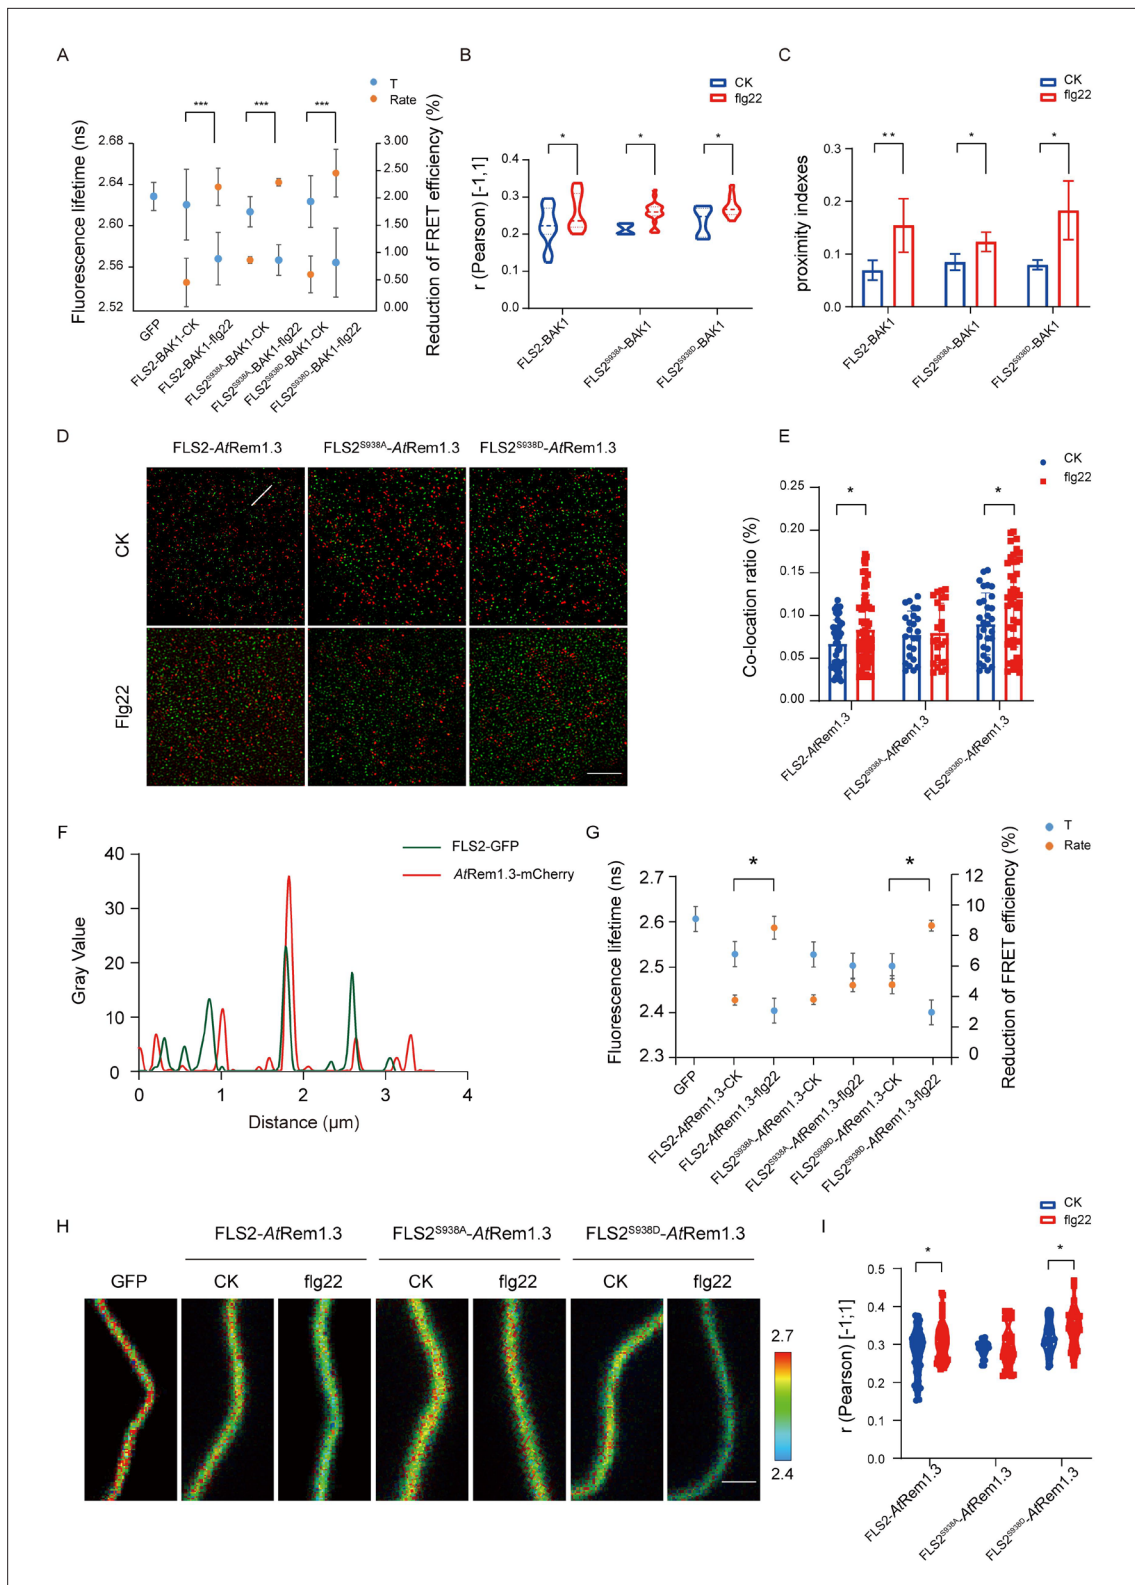 A
T
Rate
Fluorescence lifetime (ns)
2.68
2.64
2.60
2.56
2.52
*** *** ***
3.00
2.50
2.00
1.50
1.00
0.50
0.00
Reduction of FRET efficiency (%)
GFP
FLS2-BAK1-CK
FLS2-BAK1-flg22
FLS2S938A-BAK1-CK
FLS2S938A-BAK1-flg22
FLS2S938D-BAK1-CK
FLS2S938D-BAK1-flg22
B
CK
flg22
r (Pearson) [-1,1]
0.4
0.3
0.2
0.1
0.0
* * *
FLS2-BAK1
FLS2S938A-BAK1
FLS2S938D-BAK1
C
CK
flg22
proximity indexes
0.3
0.2
0.1
0.0
** * *
FLS2-BAK1
FLS2S938A-BAK1
FLS2S938D-BAK1
D
FLS2-AtRem1.3 FLS2S938A-AtRem1.3 FLS2S938D-AtRem1.3
CK
Flg22
E
CK
flg22
Co-location ratio (%)
0.25
0.20
0.15
0.10
0.05
0.00
* *
FLS2-AtRem1.3
FLS2S938A-AtRem1.3
FLS2S938D-AtRem1.3
F
FLS2-GFP
AtRem1.3-mCherry
Gray Value
40
30
20
10
0
0 1 2 3 4
Distance (µm)
G
T
Rate
Fluorescence lifetime (ns)
2.7
2.6
2.5
2.4
2.3
* *
12
10
8
6
4
2
0
Reduction of FRET efficiency (%)
GFP
FLS2-AtRem1.3-CK
FLS2-AtRem1.3-flg22
FLS2S938A-AtRem1.3-CK
FLS2S938A-AtRem1.3-flg22
FLS2S938D-AtRem1.3-CK
FLS2S938D-AtRem1.3-flg22
H
FLS2-AtRem1.3 FLS2S938A-AtRem1.3 FLS2S938D-AtRem1.3
GFP CK flg22 CK flg22 CK flg22
2.7
2.4
I
CK
flg22
r (Pearson) [-1;1]
0.5
0.4
0.3
0.2
0.1
0.0
* *
FLS2-AtRem1.3
FLS2S938A-AtRem1.3
FLS2S938D-AtRem1.3